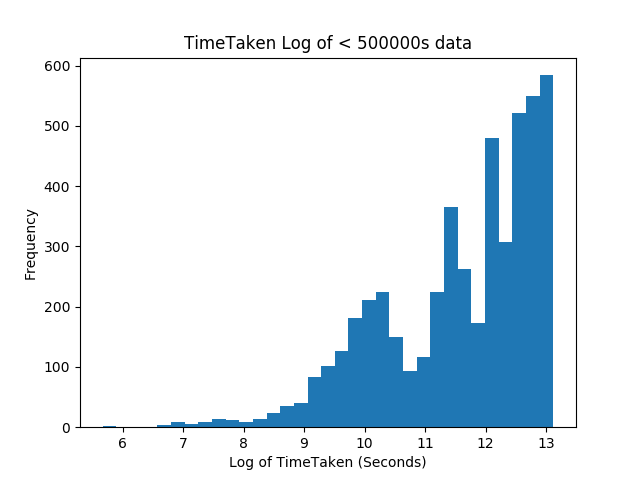 TimeTaken Log of < 500000s data
600
500
400
300
200
100
0
Frequency
6 7 8 9 10 11 12 13
Log of TimeTaken (Seconds)